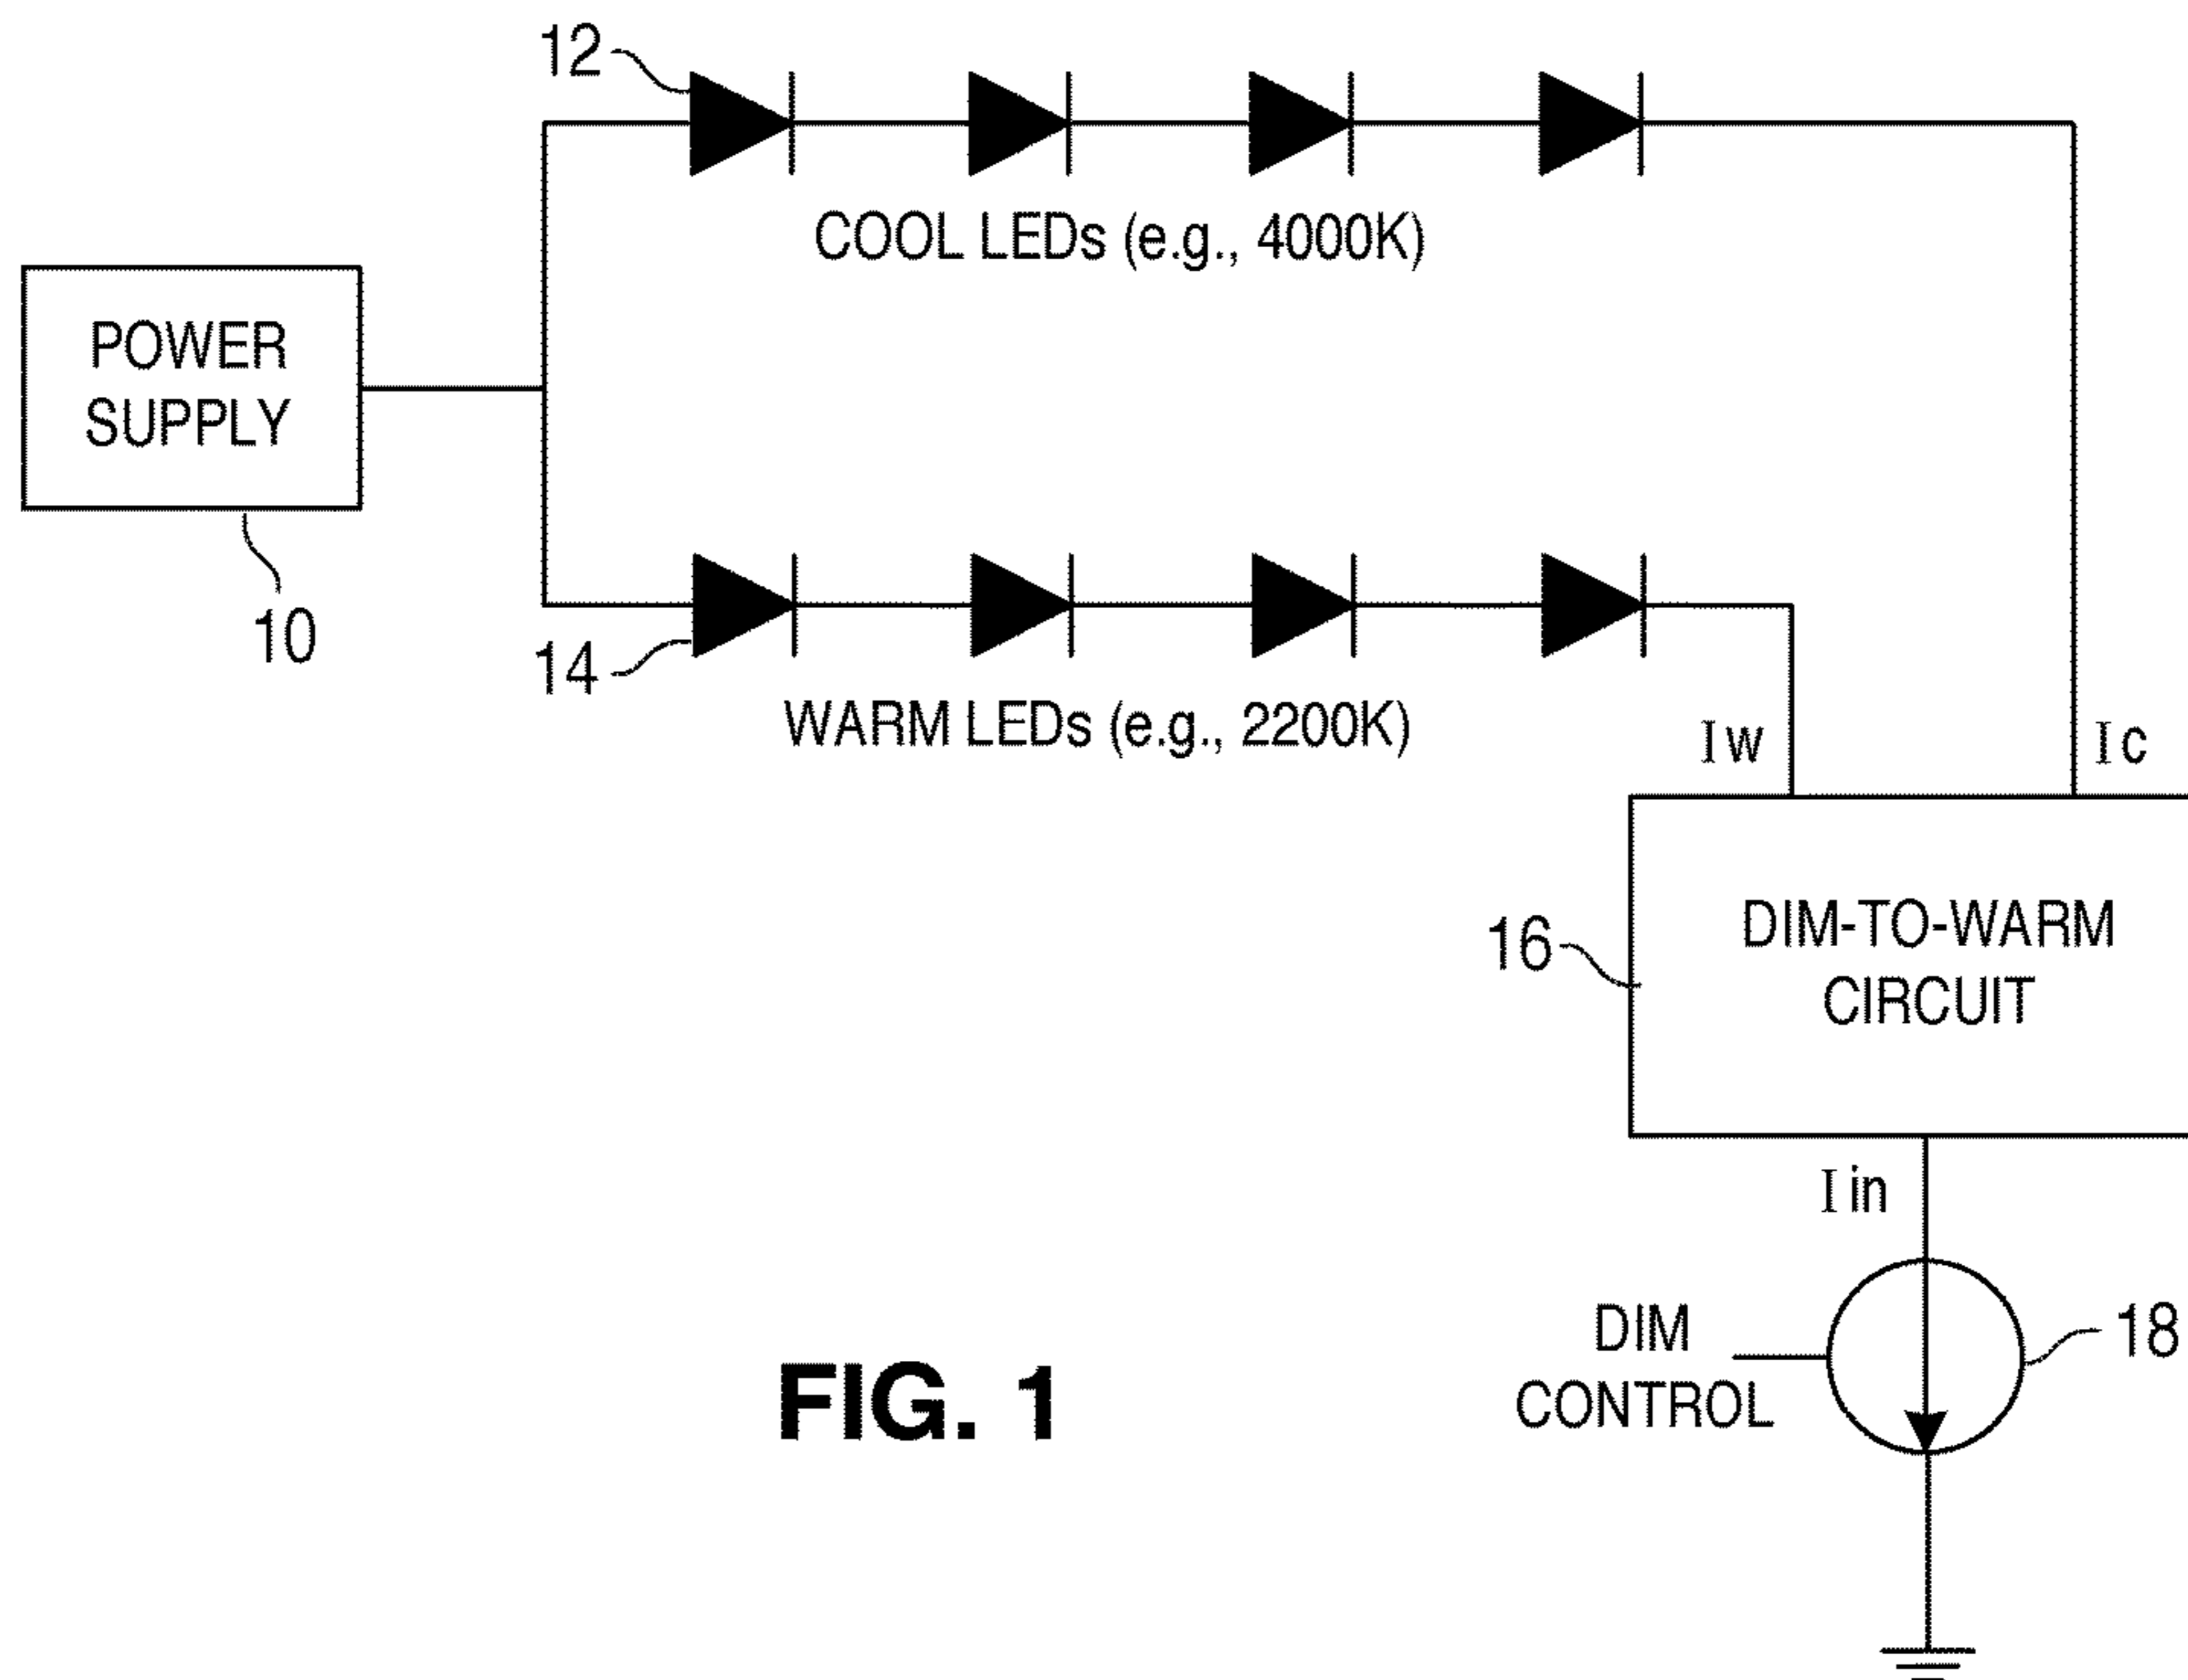 12
COOL LEDs (e.g., 4000K)
POWER
SUPPLY
10
14
WARM LEDs (e.g., 2200K)
Iw
Ic
16
DIM-TO-WARM
CIRCUIT
Iin
DIM
CONTROL
18
FIG. 1